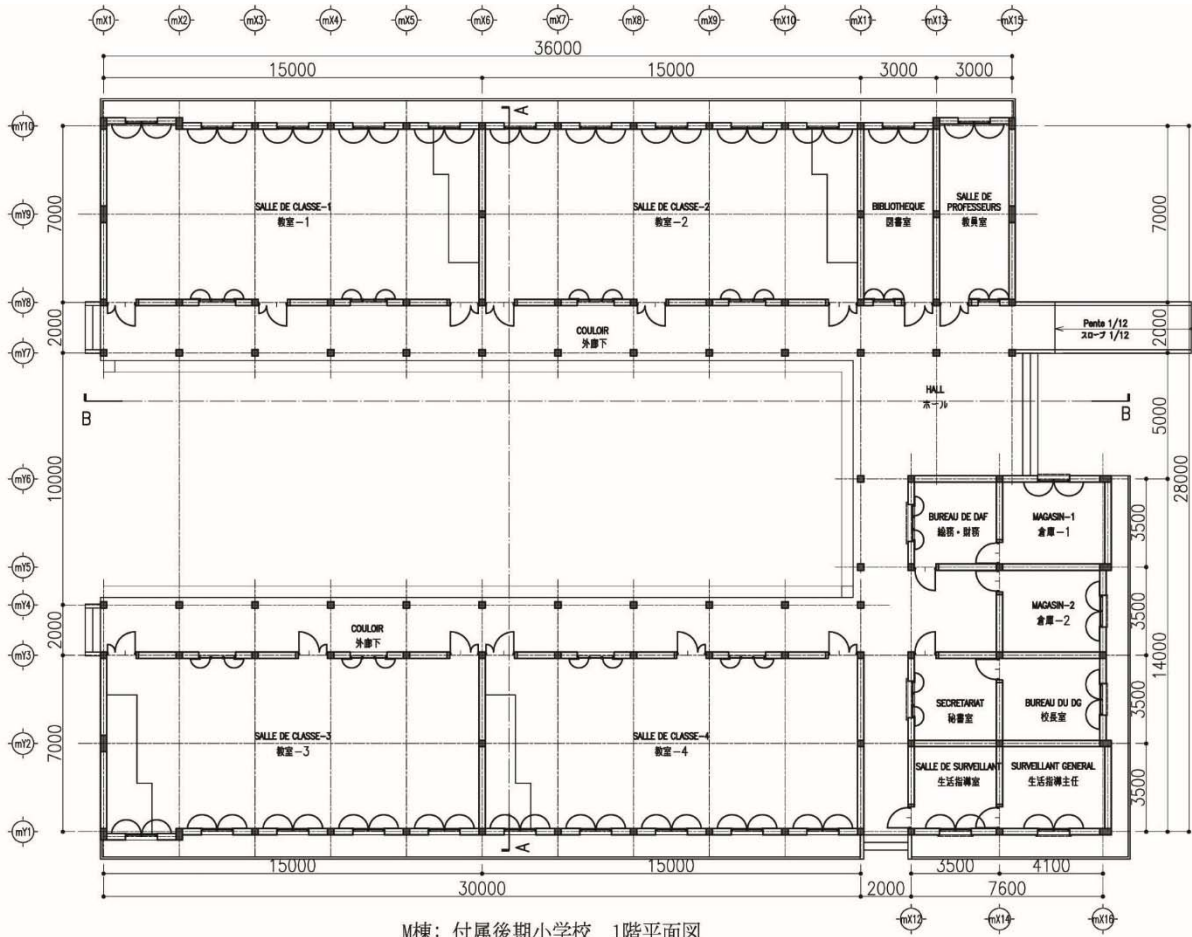 mX1 mX2 mX3 mX4 mX5 mX6 mX7 mX8 mX9 mX10 mX11 mX13 mX15
36000
15000 15000 3000 3000
A
mY10
mY9
mY8
mY7
mY6
mY5
mY4
mY3
mY2
mY1
7000
2000
10000
2000
7000
SALLE DE CLASSE-1
教室-1
SALLE DE CLASSE-2
教室-2
BIBLIOTHEQUE
図書室
SALLE DE
PROFESSEURS
教員室
7000
2000
5000
28000
14000
Pente 1/12
スロープ 1/12
COULOIR
外廊下
HALL
ホール
B B
BUREAU DE DAF
総務・財務
MAGASIN-1
倉庫-1
3500
MAGASIN-2
倉庫-2
3500
COULOIR
外廊下
SECRETARIAT
秘書室
BUREAU DU DG
校長室
3500
SALLE DE CLASSE-3
教室-3
SALLE DE CLASSE-4
教室-4
SALLE DE SURVEILLANT
生活指導室
SURVEILLANT GENERAL
生活指導主任
3500
A
15000 15000 3500 4100
30000 2000 7600
mX12 mX14 mX16
M棟: 付属後期小学校 1階平面図